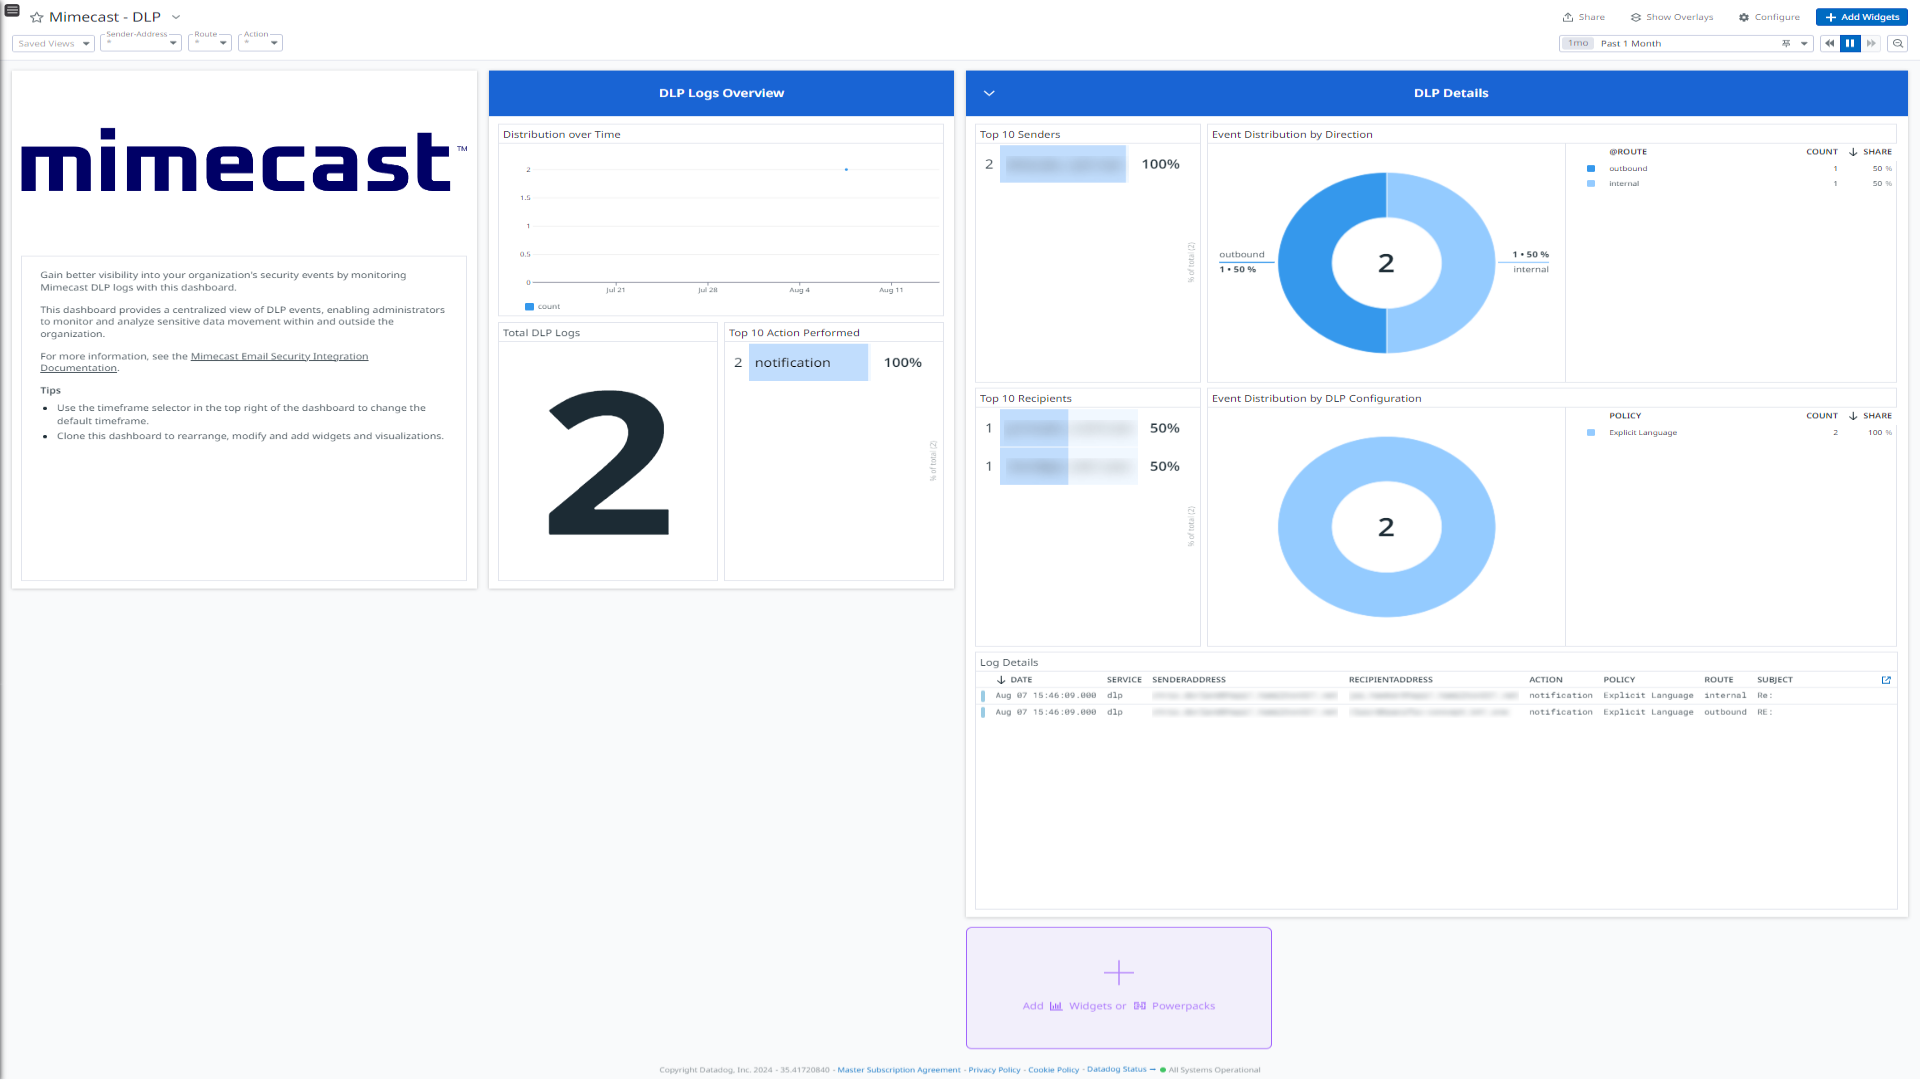 Mimecast - DLP
Share
Show Overlays
Configure
Add Widgets
Saved Views
Sender-Address
*
Route
*
Action
*
1mo Past 1 Month
mimecast™
Gain better visibility into your organization's security events by monitoring
Mimecast DLP logs with this dashboard.
This dashboard provides a centralized view of DLP events, enabling administrators
to monitor and analyze sensitive data movement within and outside the
organization.
For more information, see the Mimecast Email Security Integration
Documentation.
Tips
• Use the timeframe selector in the top right of the dashboard to change the
default timeframe.
• Clone this dashboard to rearrange, modify and add widgets and visualizations.
DLP Logs Overview
Distribution over Time
2
1.5
1
0.5
0
Jul 21 Jul 28 Aug 4 Aug 11
count
Total DLP Logs
2
Top 10 Action Performed
2 notification 100%
% of total (2)
DLP Details
Top 10 Senders
2 100%
% of total (2)
Event Distribution by Direction
outbound
1 • 50 %
2
1 • 50 %
internal
@ROUTE COUNT SHARE
outbound 1 50 %
internal 1 50 %
Top 10 Recipients
1 50%
1 50%
% of total (2)
Event Distribution by DLP Configuration
2
POLICY COUNT SHARE
Explicit Language 2 100 %
Log Details
DATE SERVICE SENDERADDRESS RECIPIENTADDRESS ACTION POLICY ROUTE SUBJECT
Aug 07 15:46:09.000 dlp notification Explicit Language internal Re:
Aug 07 15:46:09.000 dlp notification Explicit Language outbound RE:
Add Widgets or Powerpacks
Copyright Datadog, Inc. 2024 - 35.41720840 - Master Subscription Agreement - Privacy Policy - Cookie Policy - Datadog Status → All Systems Operational